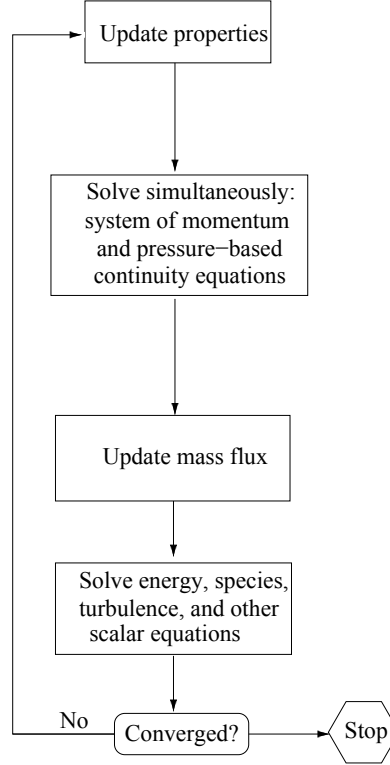 Update properties
Solve simultaneously:
system of momentum
and pressure−based
continuity equations
Update mass flux
Solve energy, species,
turbulence, and other
scalar equations
No
Converged?
Stop